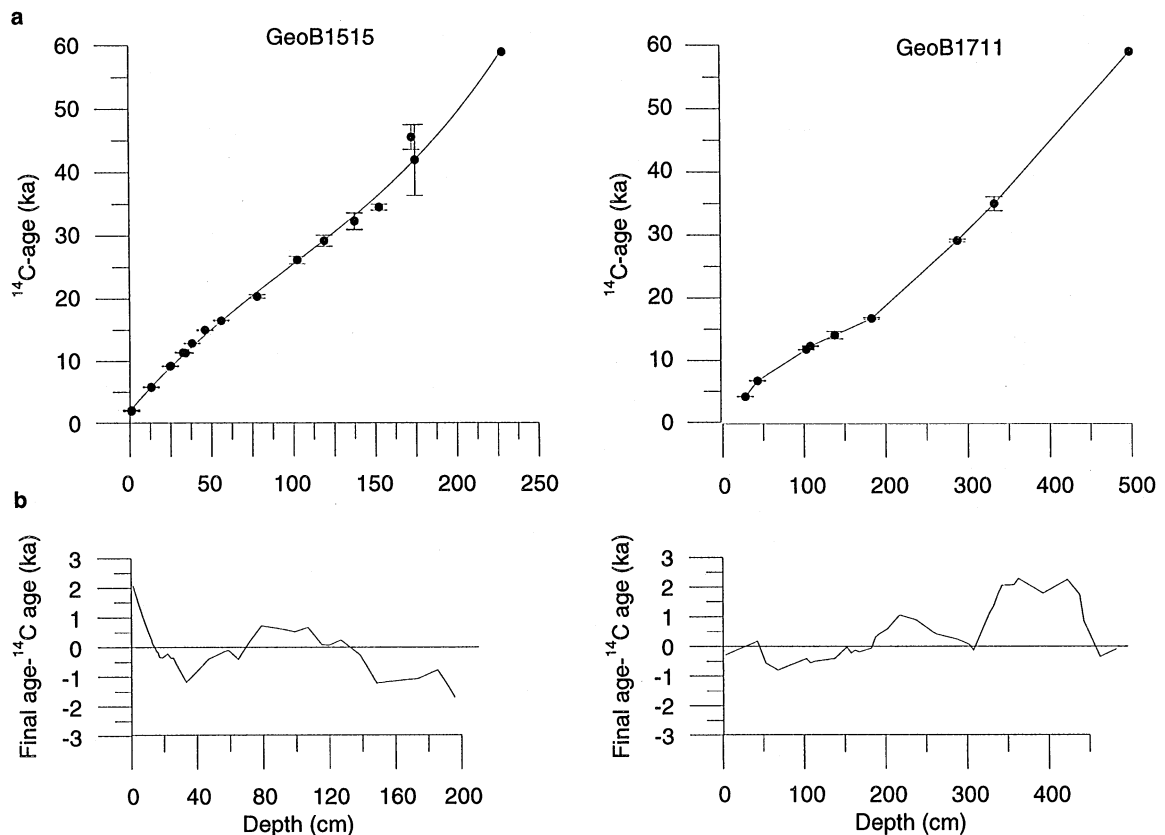 a
GeoB1515
GeoB1711
60
50
40
30
20
10
0
¹⁴C-age (ka)
0 50 100 150 200 250
60
50
40
30
20
10
0
¹⁴C-age (ka)
0 100 200 300 400 500
b
3
2
1
0
-1
-2
-3
Final age-¹⁴C age (ka)
0 40 80 120 160 200
Depth (cm)
3
2
1
0
-1
-2
-3
Final age-¹⁴C age (ka)
0 100 200 300 400
Depth (cm)